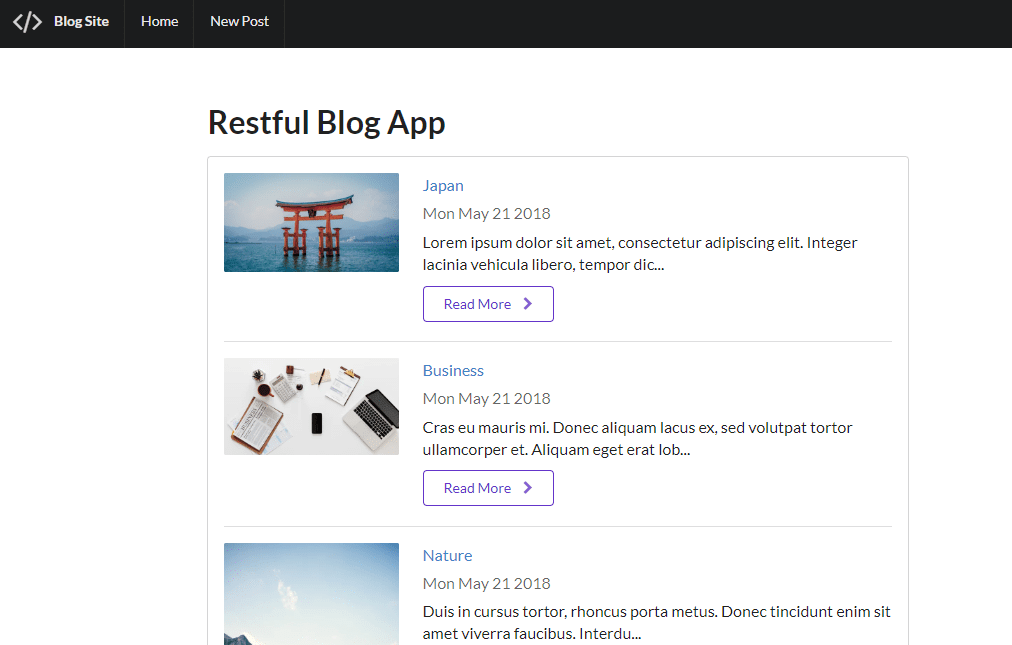 </> Blog Site Home New Post
Restful Blog App
Japan
Mon May 21 2018
Lorem ipsum dolor sit amet, consectetur adipiscing elit. Integer
lacinia vehicula libero, tempor dic...
Read More
Business
Mon May 21 2018
Cras eu mauris mi. Donec aliquam lacus ex, sed volutpat tortor
ullamcorper et. Aliquam eget erat lob...
Read More
Nature
Mon May 21 2018
Duis in cursus tortor, rhoncus porta metus. Donec tincidunt enim sit
amet viverra faucibus. Interdu...